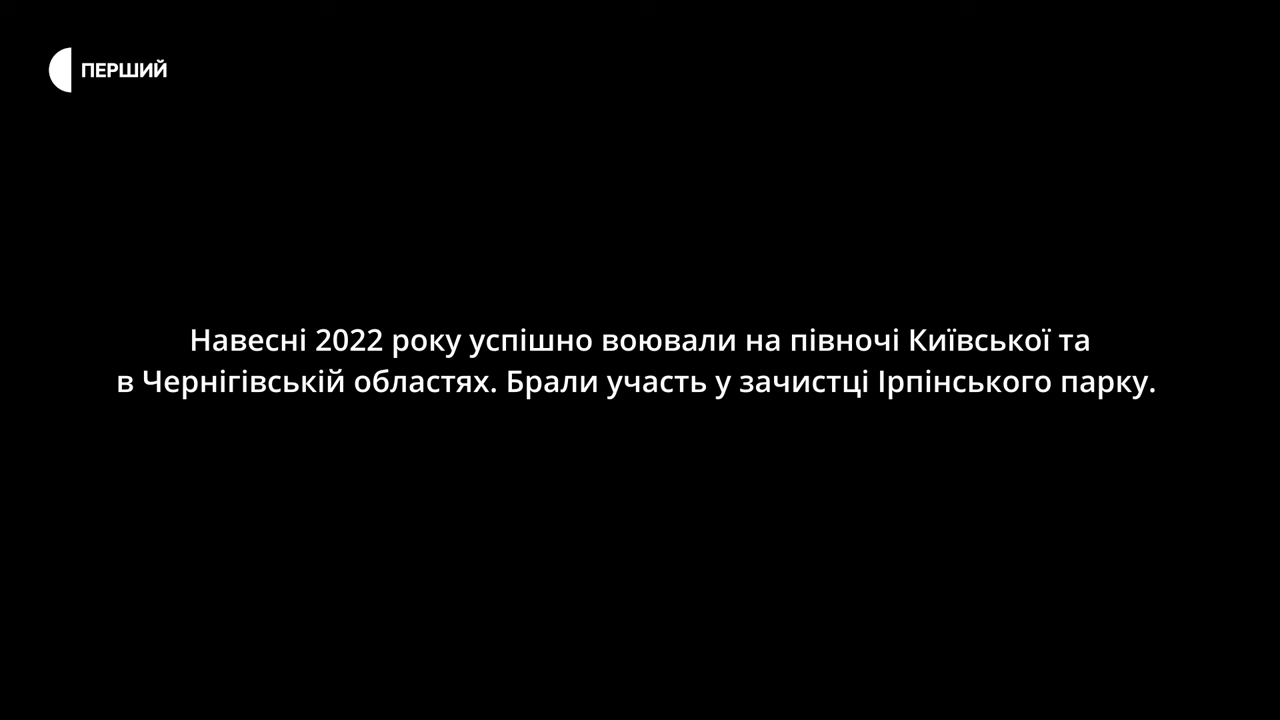 ПЕРШИЙ
Навесні 2022 року успішно воювали на півночі Київської та
в Чернігівській областях. Брали участь у зачистці Ірпінського парку.